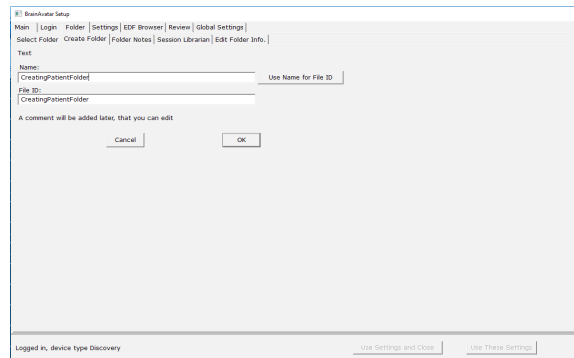 BrainAvatar Setup
Main Login Folder Settings EDF Browser Review Global Settings
Select Folder Create Folder Folder Notes Session Librarian Edit Folder Info.
Text
Name:
CreatingPatientFolder Use Name for File ID
File ID:
CreatingPatientFolder
A comment will be added later, that you can edit
Cancel OK
Logged in, device type Discovery Use Settings and Close Use These Settings